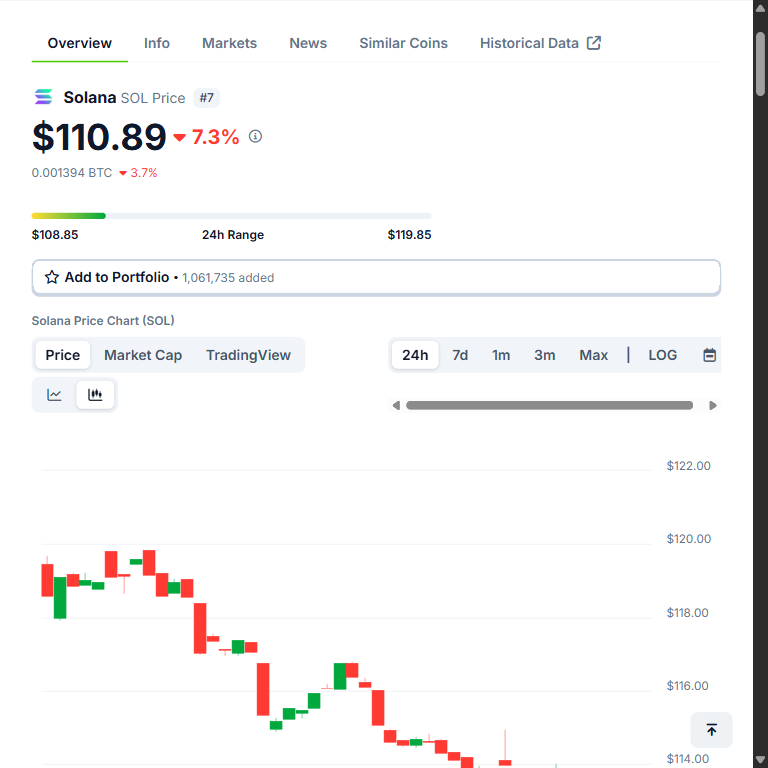 Overview Info Markets News Similar Coins Historical Data
Solana SOL Price #7
$110.89 7.3%
0.001394 BTC 3.7%
$108.85 24h Range $119.85
Add to Portfolio • 1,061,735 added
Solana Price Chart (SOL)
Price Market Cap TradingView 24h 7d 1m 3m Max | LOG
$122.00
$120.00
$118.00
$116.00
$114.00